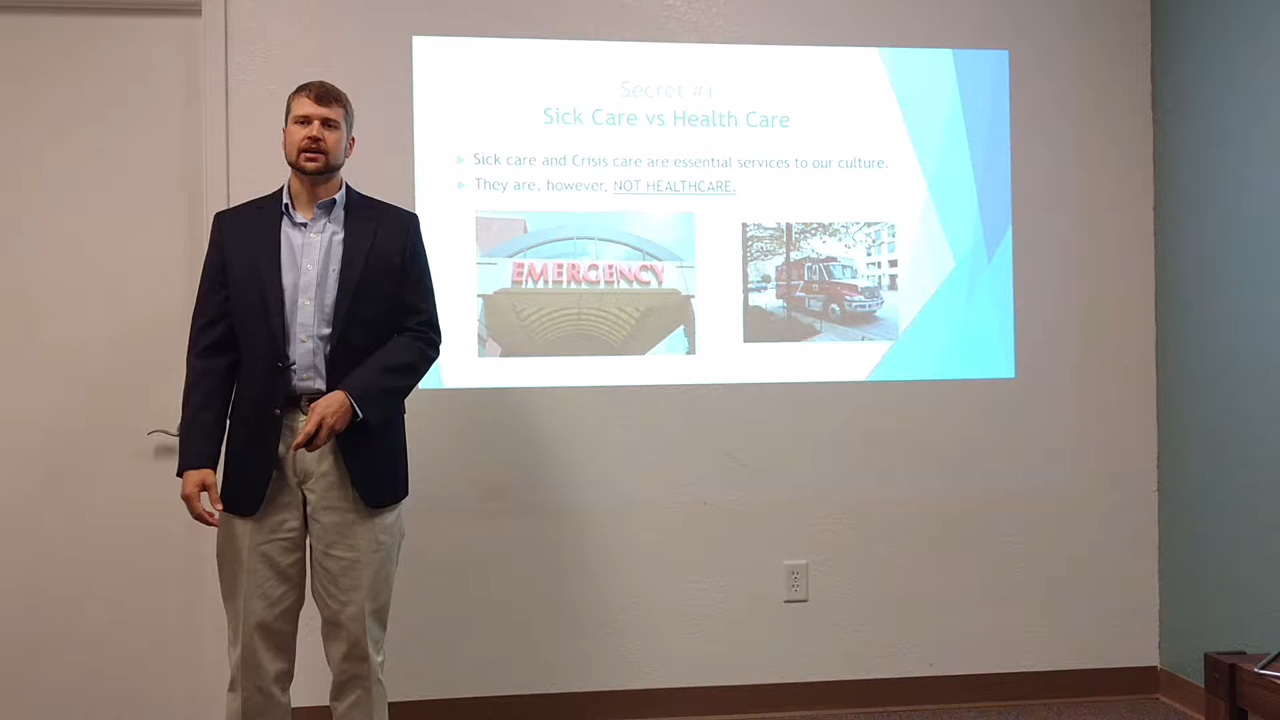 Secret #1
Sick Care vs Health Care
Sick care and Crisis care are essential services to our culture.
They are, however, NOT HEALTHCARE.
EMERGENCY